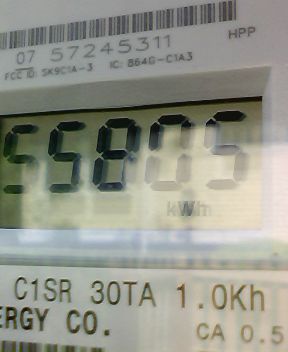 HPP
07 57245311
FCC ID: SK9C1A-3 IC: 864G-C1A3
55805
kWh
C1SR 30TA 1.0Kh
ERGY CO.
CA 0.5